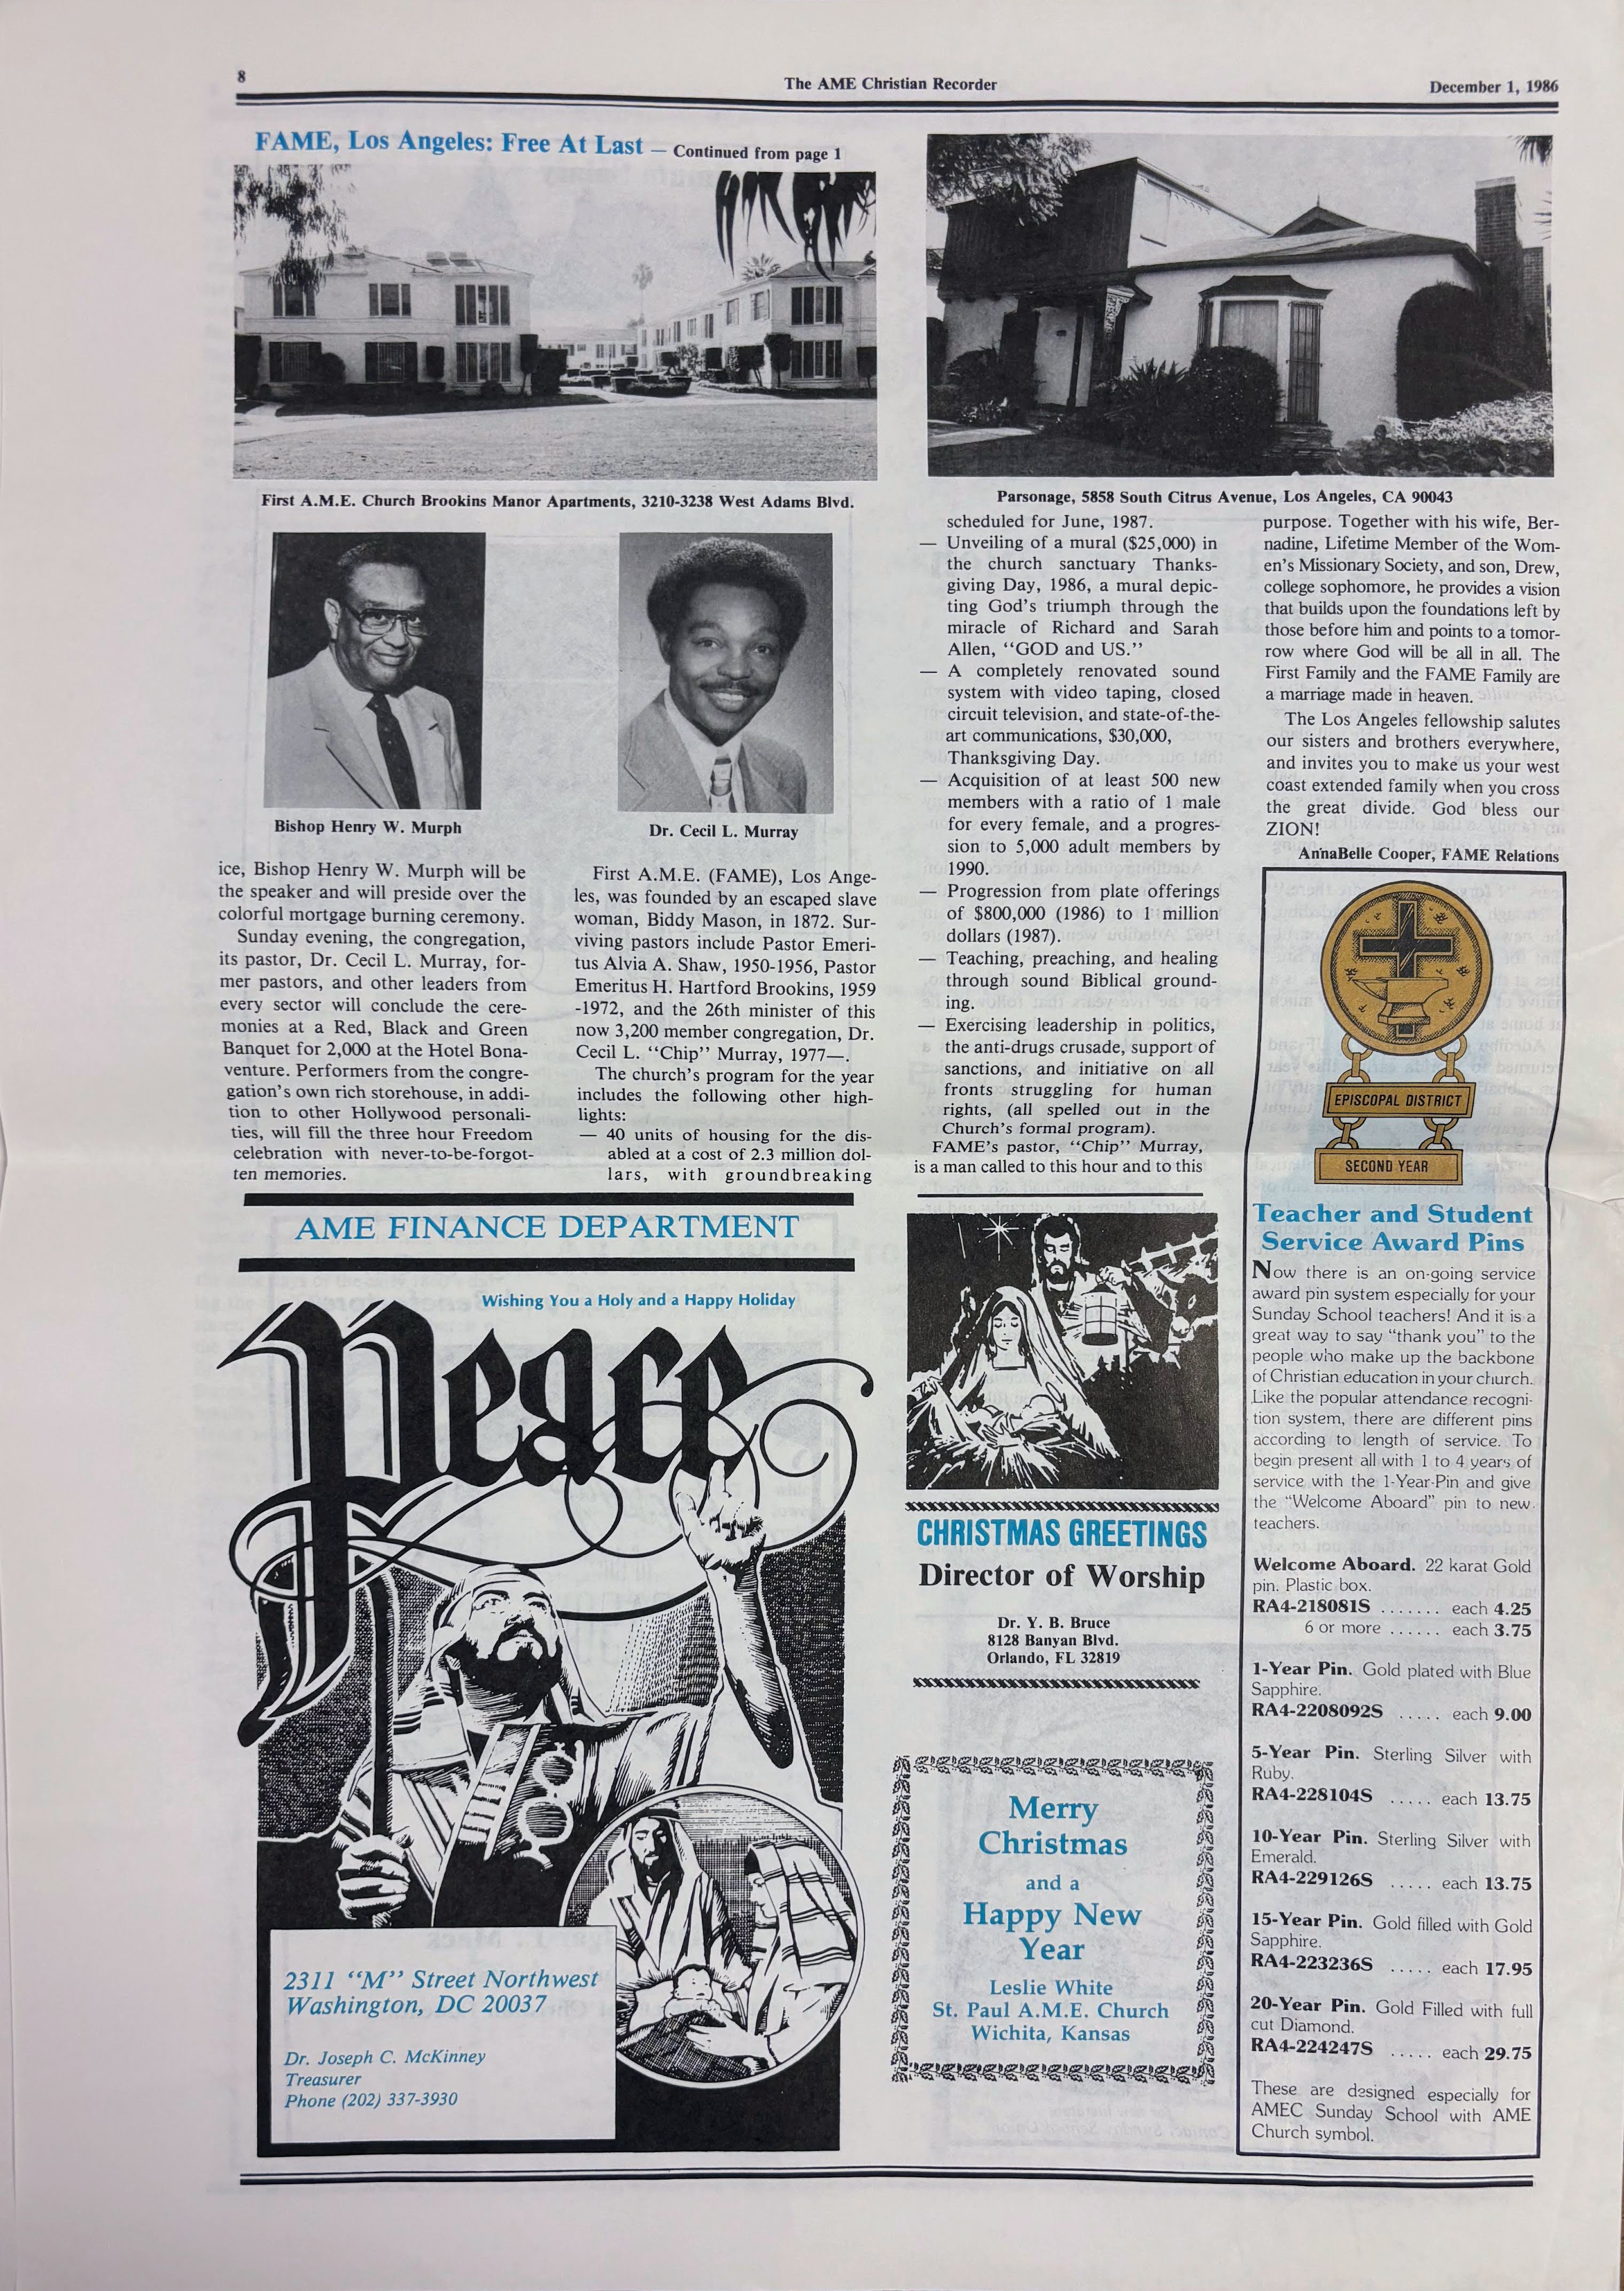 8
The AME Christian Recorder
December 1, 1986
FAME, Los Angeles: Free At Last — Continued from page 1
First A.M.E. Church Brookins Manor Apartments, 3210-3238 West Adams Blvd.
Parsonage, 5858 South Citrus Avenue, Los Angeles, CA 90043
Bishop Henry W. Murph
Dr. Cecil L. Murray
ice, Bishop Henry W. Murph will be
the speaker and will preside over the
colorful mortgage burning ceremony.
Sunday evening, the congregation,
its pastor, Dr. Cecil L. Murray, for-
mer pastors, and other leaders from
every sector will conclude the cere-
monies at a Red, Black and Green
Banquet for 2,000 at the Hotel Bona-
venture. Performers from the congre-
gation's own rich storehouse, in addi-
tion to other Hollywood personali-
ties, will fill the three hour Freedom
celebration with never-to-be-forgot-
ten memories.
First A.M.E. (FAME), Los Ange-
les, was founded by an escaped slave
woman, Biddy Mason, in 1872. Sur-
viving pastors include Pastor Emeri-
tus Alvia A. Shaw, 1950-1956, Pastor
Emeritus H. Hartford Brookins, 1959
-1972, and the 26th minister of this
now 3,200 member congregation, Dr.
Cecil L. "Chip" Murray, 1977—.
The church's program for the year
includes the following other high-
lights:
— 40 units of housing for the dis-
abled at a cost of 2.3 million dol-
lars, with groundbreaking
scheduled for June, 1987.
— Unveiling of a mural ($25,000) in
the church sanctuary Thanks-
giving Day, 1986, a mural depic-
ting God's triumph through the
miracle of Richard and Sarah
Allen, "GOD and US."
— A completely renovated sound
system with video taping, closed
circuit television, and state-of-the-
art communications, $30,000,
Thanksgiving Day.
— Acquisition of at least 500 new
members with a ratio of 1 male
for every female, and a progres-
sion to 5,000 adult members by
1990.
— Progression from plate offerings
of $800,000 (1986) to 1 million
dollars (1987).
— Teaching, preaching, and healing
through sound Biblical ground-
ing.
— Exercising leadership in politics,
the anti-drugs crusade, support of
sanctions, and initiative on all
fronts struggling for human
rights, (all spelled out in the
Church's formal program).
FAME's pastor, "Chip" Murray,
is a man called to this hour and to this
purpose. Together with his wife, Ber-
nadine, Lifetime Member of the Wom-
en's Missionary Society, and son, Drew,
college sophomore, he provides a vision
that builds upon the foundations left by
those before him and points to a tomor-
row where God will be all in all. The
First Family and the FAME Family are
a marriage made in heaven.
The Los Angeles fellowship salutes
our sisters and brothers everywhere,
and invites you to make us your west
coast extended family when you cross
the great divide. God bless our
ZION!
AnnaBelle Cooper, FAME Relations
AME FINANCE DEPARTMENT
Wishing You a Holy and a Happy Holiday
Peace
2311 "M" Street Northwest
Washington, DC 20037
Dr. Joseph C. McKinney
Treasurer
Phone (202) 337-3930
CHRISTMAS GREETINGS
Director of Worship
Dr. Y. B. Bruce
8128 Banyan Blvd.
Orlando, FL 32819
Merry
Christmas
and a
Happy New
Year
Leslie White
St. Paul A.M.E. Church
Wichita, Kansas
EPISCOPAL DISTRICT
SECOND YEAR
Teacher and Student
Service Award Pins
Now there is an on-going service
award pin system especially for your
Sunday School teachers! And it is a
great way to say "thank you" to the
people who make up the backbone
of Christian education in your church.
Like the popular attendance recogni-
tion system, there are different pins
according to length of service. To
begin present all with 1 to 4 years of
service with the 1-Year-Pin and give
the "Welcome Aboard" pin to new
teachers.
Welcome Aboard. 22 karat Gold
pin. Plastic box.
RA4-218081S ....... each 4.25
6 or more ...... each 3.75
1-Year Pin. Gold plated with Blue
Sapphire.
RA4-2208092S ..... each 9.00
5-Year Pin. Sterling Silver with
Ruby.
RA4-228104S ..... each 13.75
10-Year Pin. Sterling Silver with
Emerald.
RA4-229126S ..... each 13.75
15-Year Pin. Gold filled with Gold
Sapphire.
RA4-223236S ..... each 17.95
20-Year Pin. Gold Filled with full
cut Diamond.
RA4-224247S ..... each 29.75
These are designed especially for
AMEC Sunday School with AME
Church symbol.